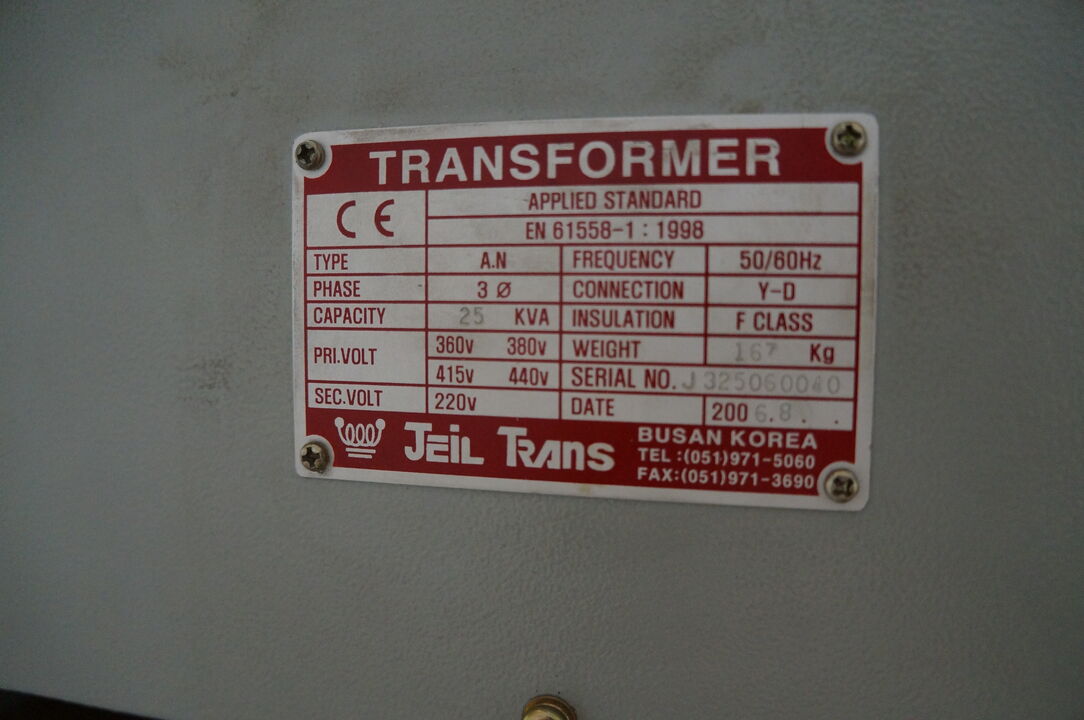 TRANSFORMER
CE
APPLIED STANDARD
EN 61558-1 : 1998
TYPE A.N FREQUENCY 50/60Hz
PHASE 3 Ø CONNECTION Y-D
CAPACITY 25 KVA INSULATION F CLASS
PRI.VOLT 360v 380v WEIGHT 167 Kg
415v 440v SERIAL NO. J 325060040
SEC.VOLT 220v DATE 2006.8. .
JEIL TRANS
BUSAN KOREA
TEL :(051)971-5060
FAX:(051)971-3690